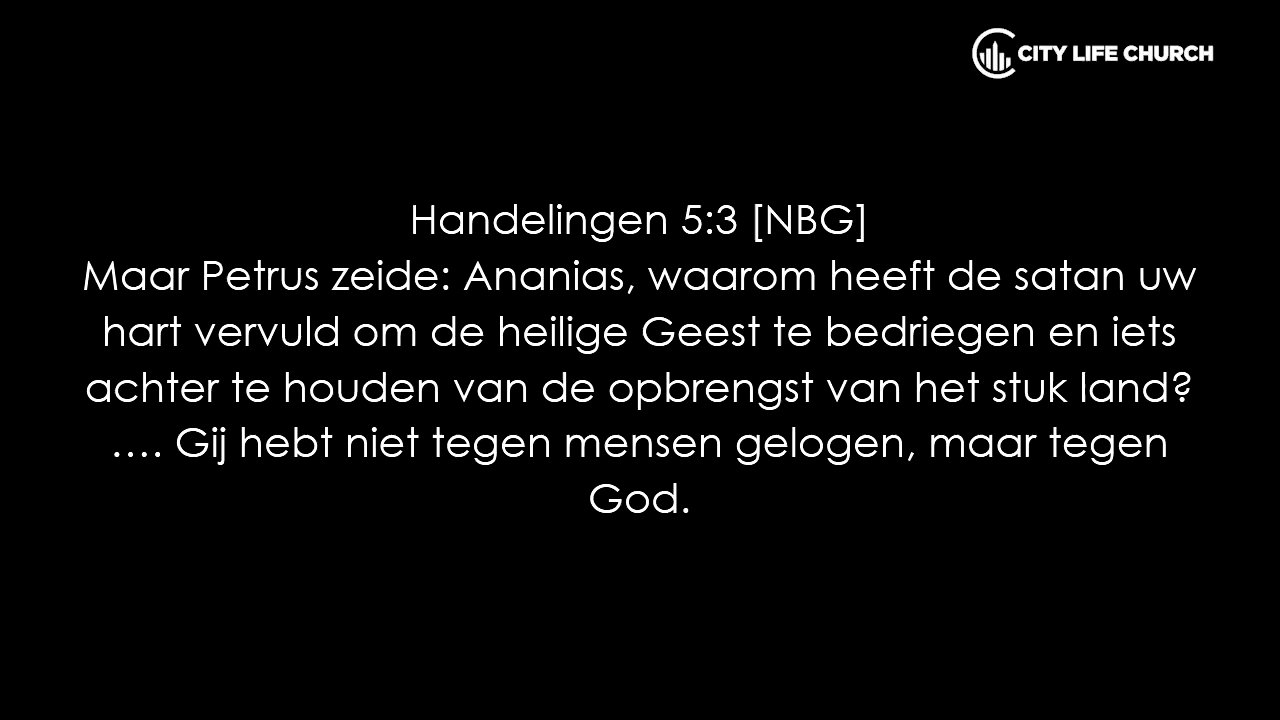 CITY LIFE CHURCH
Handelingen 5:3 [NBG]
Maar Petrus zeide: Ananias, waarom heeft de satan uw
hart vervuld om de heilige Geest te bedriegen en iets
achter te houden van de opbrengst van het stuk land?
…. Gij hebt niet tegen mensen gelogen, maar tegen
God.